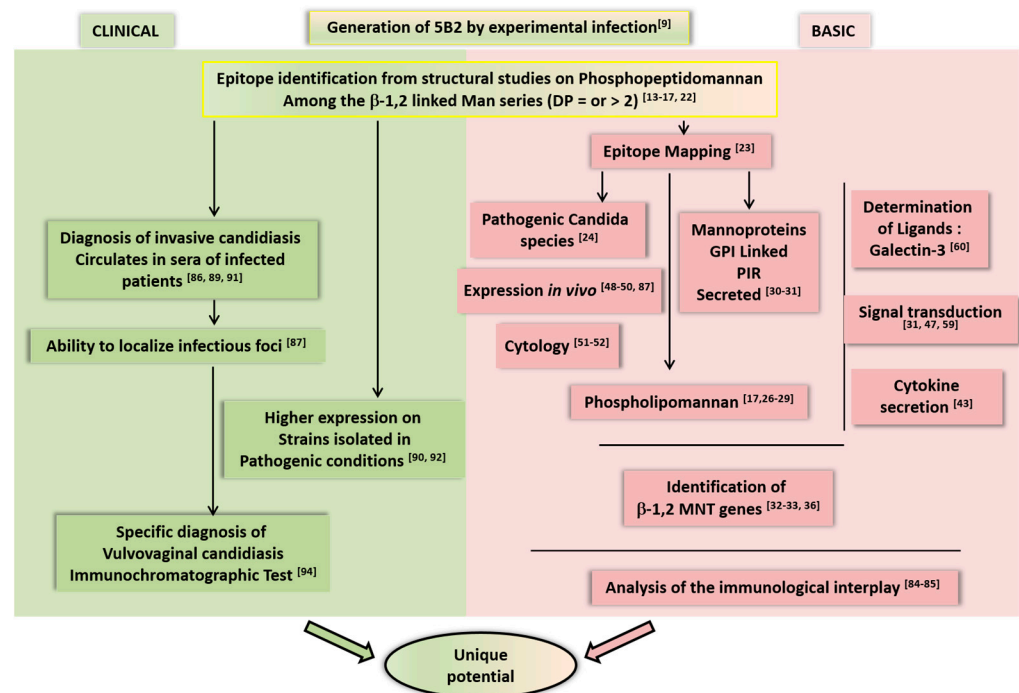 CLINICAL
Generation of 5B2 by experimental infection[9]
BASIC
Epitope identification from structural studies on Phosphopeptidomannan
Among the β-1,2 linked Man series (DP = or > 2) [13-17, 22]
Epitope Mapping [23]
Diagnosis of invasive candidiasis
Circulates in sera of infected
patients [86, 89, 91]
Ability to localize infectious foci [87]
Higher expression on
Strains isolated in
Pathogenic conditions [90, 92]
Specific diagnosis of
Vulvovaginal candidiasis
Immunochromatographic Test [94]
Pathogenic Candida
species [24]
Expression in vivo [48-50, 87]
Cytology [51-52]
Mannoproteins
GPI Linked
PIR
Secreted [30-31]
Phospholipomannan [17,26-29]
Determination
of Ligands :
Galectin-3 [60]
Signal transduction
[31, 47, 59]
Cytokine
secretion [43]
Identification of
β-1,2 MNT genes [32-33, 36]
Analysis of the immunological interplay [84-85]
Unique
potential